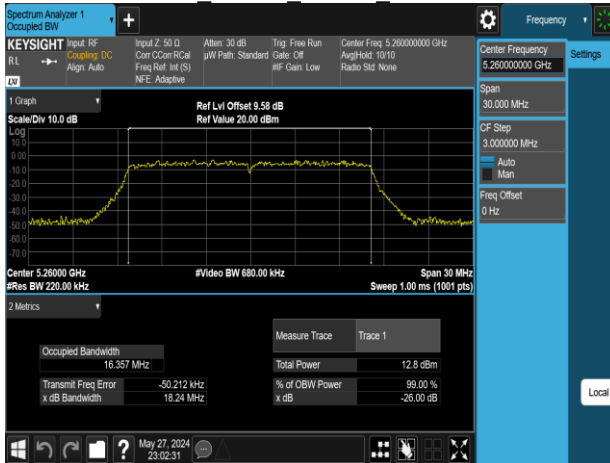 Spectrum Analyzer 1
Occupied BW
Frequency
KEYSIGHT
RL
LXI
Input: RF
Coupling: DC
Align: Auto
Input Z: 50 Ω
Corr CCorr RCal
Freq Ref: Int (S)
NFE: Adaptive
Atten: 30 dB
µW Path: Standard
Trig: Free Run
Gate: Off
#IF Gain: Low
Center Freq: 5.260000000 GHz
Avg|Hold: 10/10
Radio Std: None
Center Frequency
5.260000000 GHz
Settings
Span
30.000 MHz
CF Step
3.000000 MHz
Auto
Man
Freq Offset
0 Hz
Local
1 Graph
Scale/Div 10.0 dB
Ref Lvl Offset 9.58 dB
Ref Value 20.00 dBm
Log
10.0
0.00
-10.0
-20.0
-30.0
-40.0
-50.0
-60.0
-70.0
Center 5.26000 GHz
#Res BW 220.00 kHz
#Video BW 680.00 kHz
Span 30 MHz
Sweep 1.00 ms (1001 pts)
2 Metrics
Measure Trace
Trace 1
Occupied Bandwidth
16.357 MHz
Total Power
12.8 dBm
Transmit Freq Error
-50.212 kHz
% of OBW Power
99.00 %
x dB Bandwidth
18.24 MHz
x dB
-26.00 dB
?
May 27, 2024
23:02:31